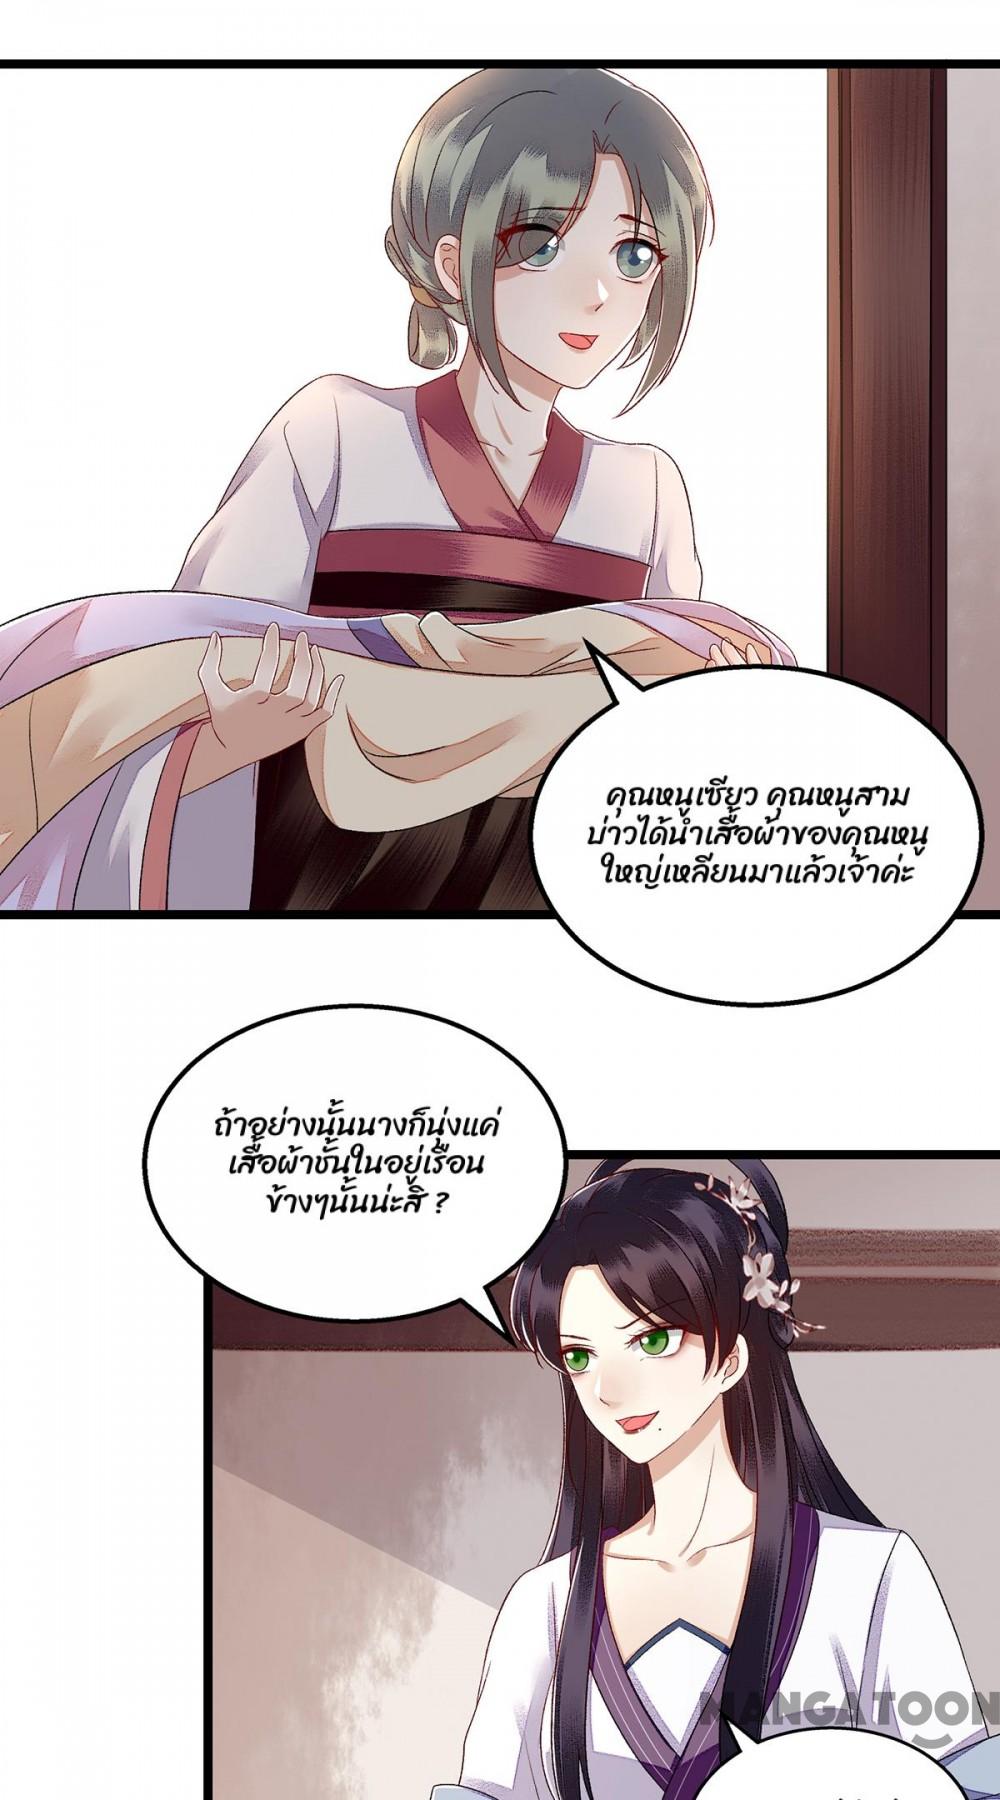 คุณหนูเซียว คุณหนูสาม
บ่าวได้นำเสื้อผ้าของคุณหนู
ใหญ่เหลียนมาแล้วเจ้าค่ะ
ถ้าอย่างนั้นนางก็นุ่งแค่
เสื้อผ้าชั้นในอยู่เรือน
ข้างๆนั้นน่ะสิ ?
MANGATOON